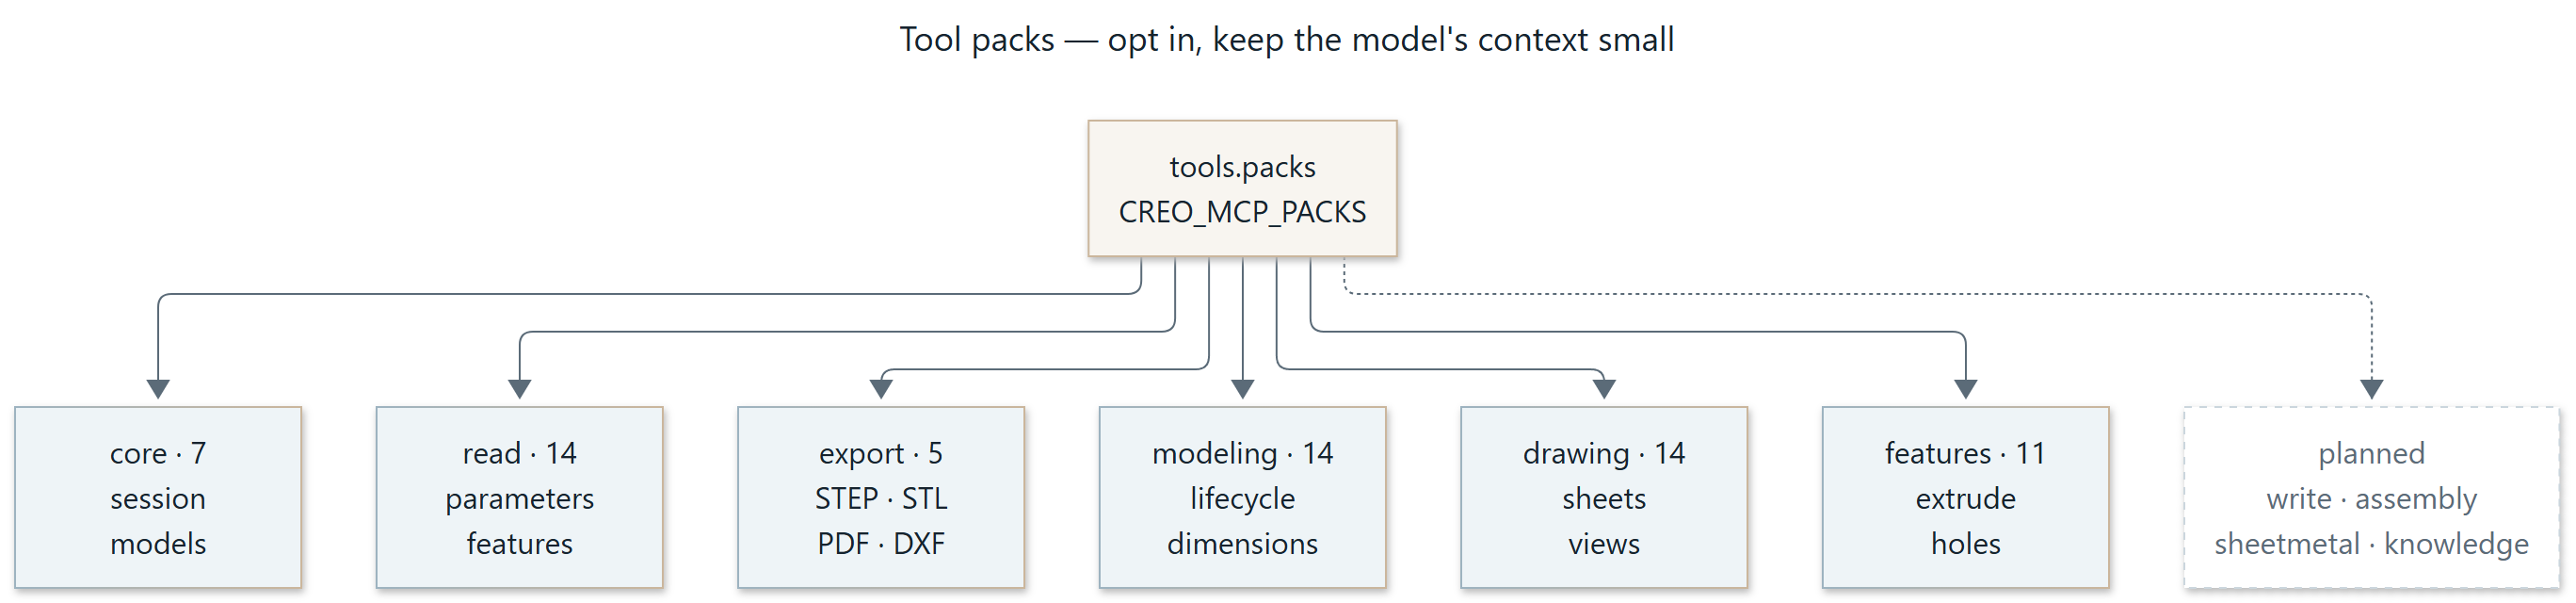 Tool packs — opt in, keep the model's context small
tools.packs
CREO_MCP_PACKS
core · 7
session
models
read · 14
parameters
features
export · 5
STEP · STL
PDF · DXF
modeling · 14
lifecycle
dimensions
drawing · 14
sheets
views
features · 11
extrude
holes
planned
write · assembly
sheetmetal · knowledge